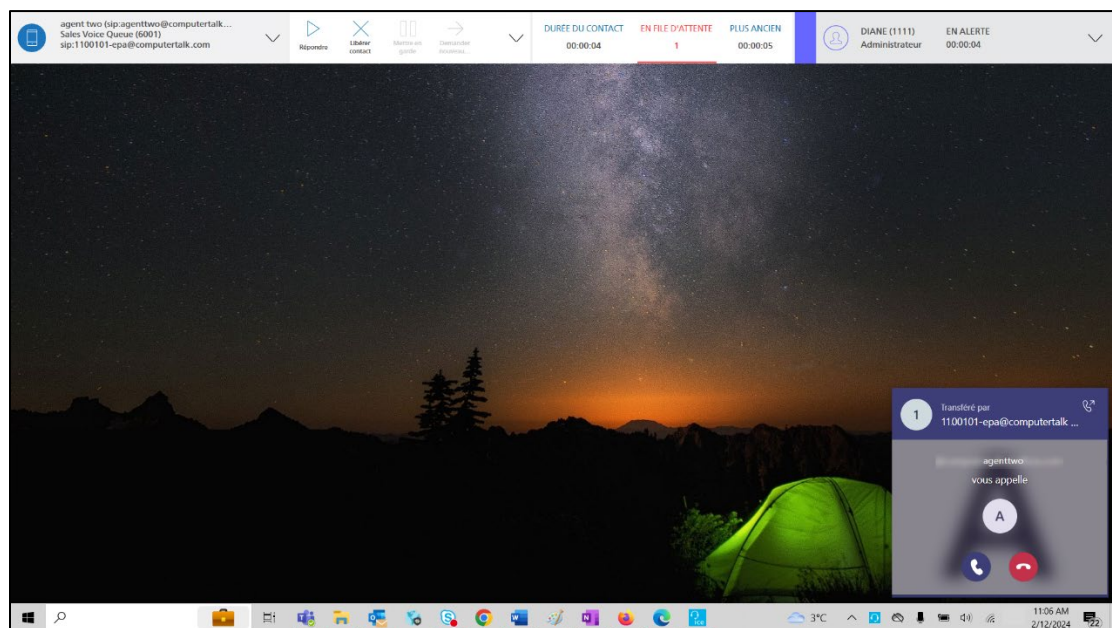 agent two (sip:agenttwo@computertalk...
Sales Voice Queue (6001)
sip:1100101-epa@computertalk.com
Répondre
Libérer
contact
Mettre en
garde
Demander
DURÉE DU CONTACT
00:00:04
EN FILE D'ATTENTE
1
PLUS ANCIEN
00:00:05
DIANE (1111)
Administrateur
EN ALERTE
00:00:04
1
Transféré par
1100101-epa@computertalk ...
agenttwo
vous appelle
A
3°C
11:06 AM
2/12/2024
22